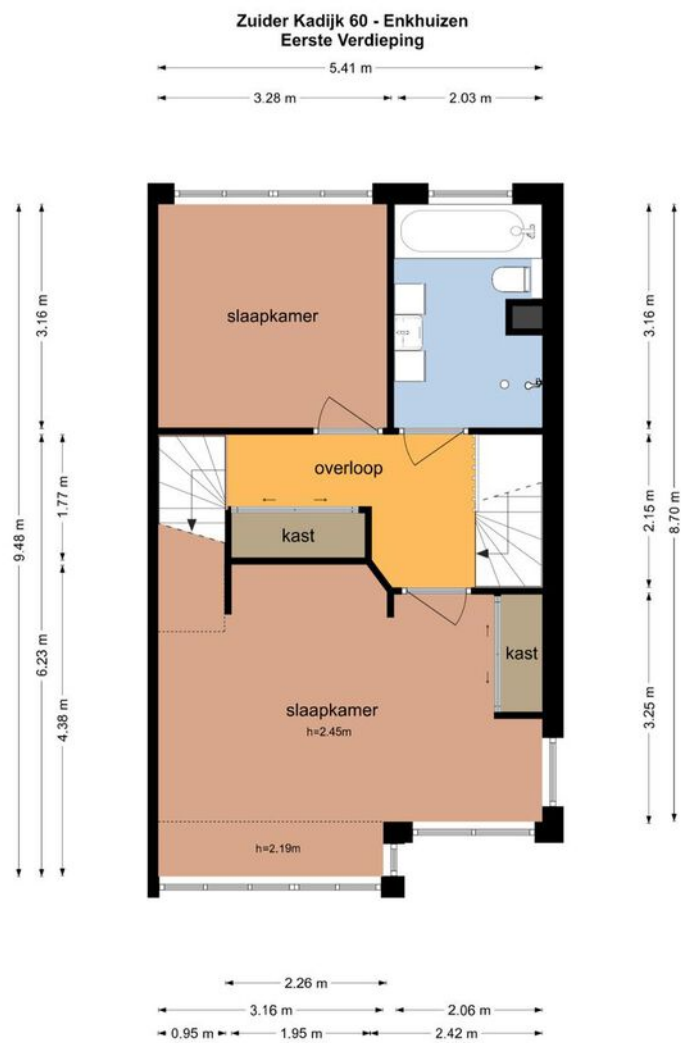 Zuider Kadijk 60 - Enkhuizen
Eerste Verdieping
5.41 m
3.28 m
2.03 m
9.48 m
3.16 m
6.23 m
1.77 m
4.38 m
slaapkamer
overloop
kast
kast
slaapkamer
h=2.45m
h=2.19m
3.16 m
2.15 m
3.25 m
8.70 m
2.26 m
3.16 m
2.06 m
0.95 m
1.95 m
2.42 m